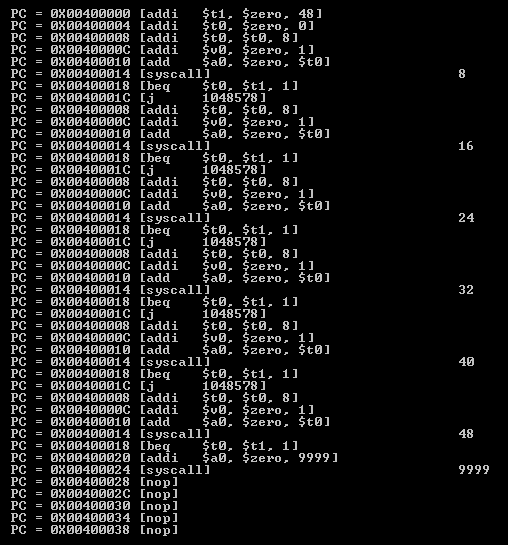 PC = 0X00400000 [addi $t1, $zero, 48]
PC = 0X00400004 [addi $t0, $zero, 0]
PC = 0X00400008 [addi $t0, $t0, 8]
PC = 0X0040000C [addi $v0, $zero, 1]
PC = 0X00400010 [add $a0, $zero, $t0]
PC = 0X00400014 [syscall] 8
PC = 0X00400018 [beq $t0, $t1, 1]
PC = 0X0040001C [j 1048578]
PC = 0X00400008 [addi $t0, $t0, 8]
PC = 0X0040000C [addi $v0, $zero, 1]
PC = 0X00400010 [add $a0, $zero, $t0]
PC = 0X00400014 [syscall] 16
PC = 0X00400018 [beq $t0, $t1, 1]
PC = 0X0040001C [j 1048578]
PC = 0X00400008 [addi $t0, $t0, 8]
PC = 0X0040000C [addi $v0, $zero, 1]
PC = 0X00400010 [add $a0, $zero, $t0]
PC = 0X00400014 [syscall] 24
PC = 0X00400018 [beq $t0, $t1, 1]
PC = 0X0040001C [j 1048578]
PC = 0X00400008 [addi $t0, $t0, 8]
PC = 0X0040000C [addi $v0, $zero, 1]
PC = 0X00400010 [add $a0, $zero, $t0]
PC = 0X00400014 [syscall] 32
PC = 0X00400018 [beq $t0, $t1, 1]
PC = 0X0040001C [j 1048578]
PC = 0X00400008 [addi $t0, $t0, 8]
PC = 0X0040000C [addi $v0, $zero, 1]
PC = 0X00400010 [add $a0, $zero, $t0]
PC = 0X00400014 [syscall] 40
PC = 0X00400018 [beq $t0, $t1, 1]
PC = 0X0040001C [j 1048578]
PC = 0X00400008 [addi $t0, $t0, 8]
PC = 0X0040000C [addi $v0, $zero, 1]
PC = 0X00400010 [add $a0, $zero, $t0]
PC = 0X00400014 [syscall] 48
PC = 0X00400018 [beq $t0, $t1, 1]
PC = 0X00400020 [addi $a0, $zero, 9999]
PC = 0X00400024 [syscall] 9999
PC = 0X00400028 [nop]
PC = 0X0040002C [nop]
PC = 0X00400030 [nop]
PC = 0X00400034 [nop]
PC = 0X00400038 [nop]